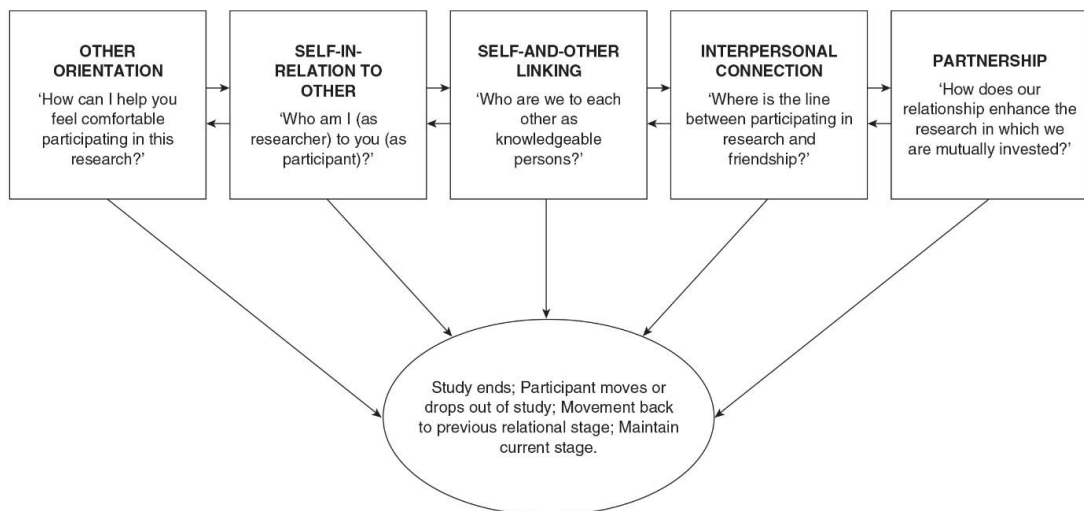 OTHER
ORIENTATION
‘How can I help you
feel comfortable
participating in this
research?’
SELF-IN-
RELATION TO
OTHER
‘Who am I (as
researcher) to you (as
participant)?’
SELF-AND-OTHER
LINKING
‘Who are we to each
other as
knowledgeable
persons?’
INTERPERSONAL
CONNECTION
‘Where is the line
between participating in
research and
friendship?’
PARTNERSHIP
‘How does our
relationship enhance the
research in which we
are mutually invested?’
Study ends; Participant moves or
drops out of study; Movement back
to previous relational stage; Maintain
current stage.